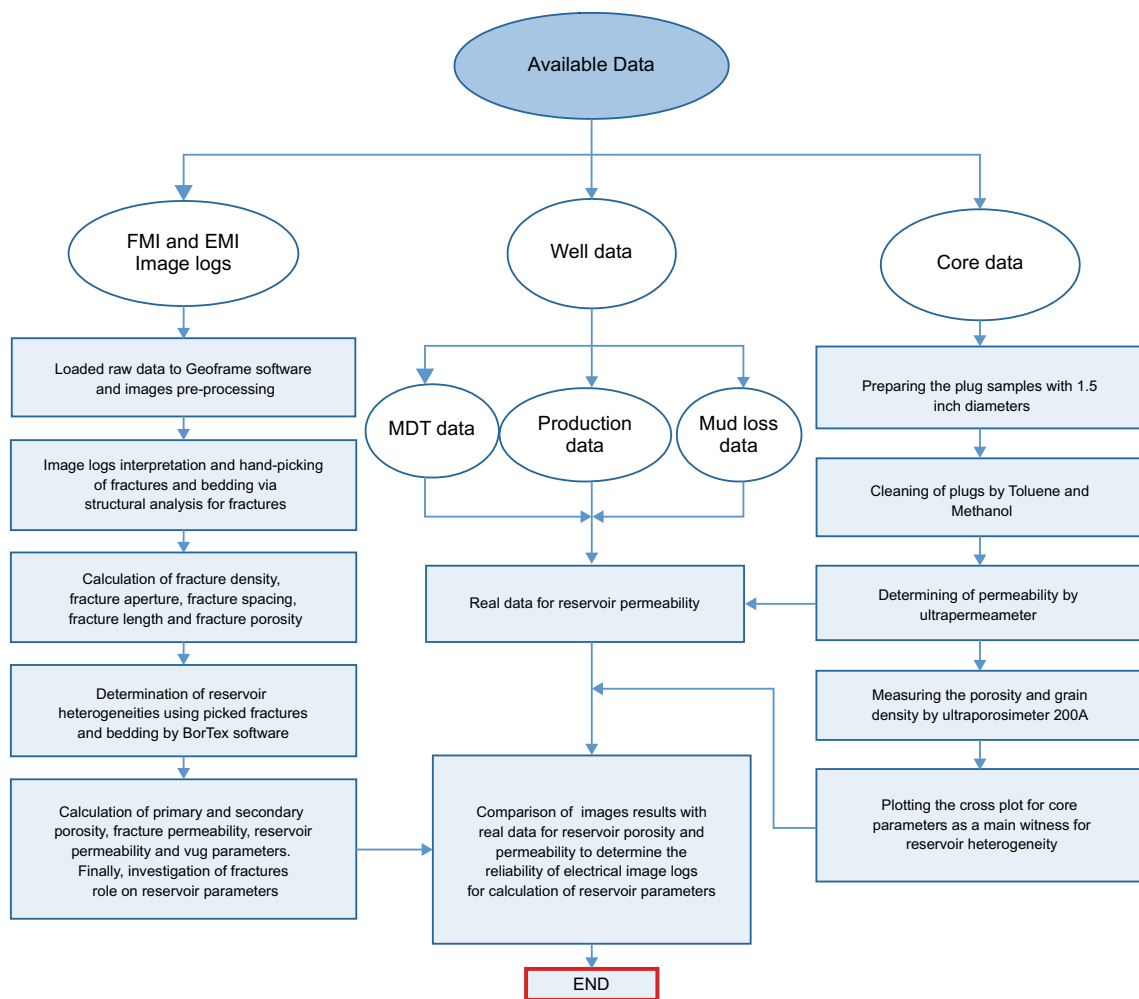 Available Data
FMI and EMI
Image logs
Well data
Core data
Loaded raw data to Geoframe software
and images pre-processing
Image logs interpretation and hand-picking
of fractures and bedding via
structural analysis for fractures
Calculation of fracture density,
fracture aperture, fracture spacing,
fracture length and fracture porosity
Determination of reservoir
heterogeneities using picked fractures
and bedding by BorTex software
Calculation of primary and secondary
porosity, fracture permeability, reservoir
permeability and vug parameters.
Finally, investigation of fractures
role on reservoir parameters
MDT data
Production
data
Mud loss
data
Real data for reservoir permeability
Comparison of images results with
real data for reservoir porosity and
permeability to determine the
reliability of electrical image logs
for calculation of reservoir parameters
END
Preparing the plug samples with 1.5
inch diameters
Cleaning of plugs by Toluene and
Methanol
Determining of permeability by
ultrapermeameter
Measuring the porosity and grain
density by ultraporosimeter 200A
Plotting the cross plot for core
parameters as a main witness for
reservoir heterogeneity